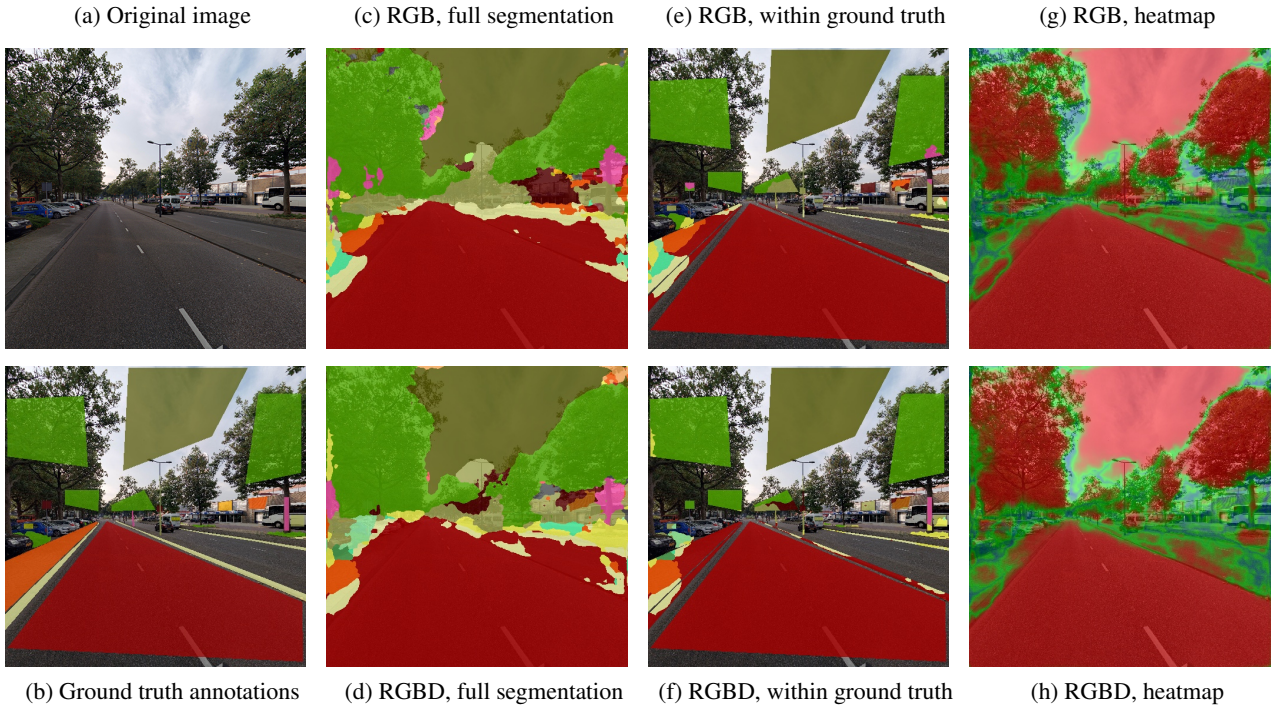 (a) Original image
(c) RGB, full segmentation
(e) RGB, within ground truth
(g) RGB, heatmap
(b) Ground truth annotations
(d) RGBD, full segmentation
(f) RGBD, within ground truth
(h) RGBD, heatmap